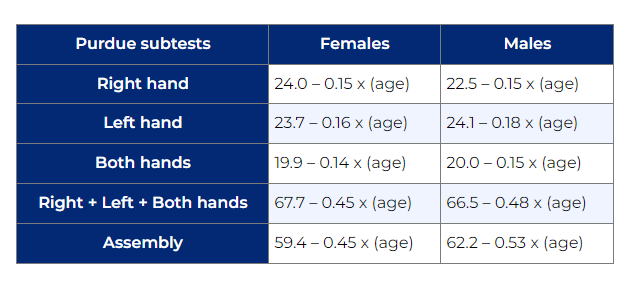 Purdue subtests Females Males
Right hand 24.0 – 0.15 x (age) 22.5 – 0.15 x (age)
Left hand 23.7 – 0.16 x (age) 24.1 – 0.18 x (age)
Both hands 19.9 – 0.14 x (age) 20.0 – 0.15 x (age)
Right + Left + Both hands 67.7 – 0.45 x (age) 66.5 – 0.48 x (age)
Assembly 59.4 – 0.45 x (age) 62.2 – 0.53 x (age)